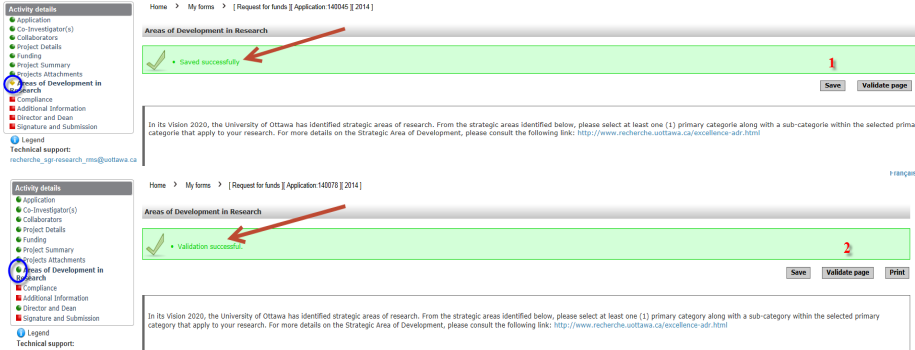 Activity details
Application
Co-Investigator(s)
Collaborators
Project Details
Funding
Project Summary
Projects Attachments
Areas of Development in
Research
Compliance
Additional Information
Director and Dean
Signature and Submission
Legend
Technical support:
recherche_sgr-research_rms@uottawa.ca
Home > My forms > [ Request for funds ][ Application:140045 ][ 2014 ]
Areas of Development in Research
• Saved successfully
1
Save Validate page
In its Vision 2020, the University of Ottawa has identified strategic areas of research. From the strategic areas identified below, please select at least one (1) primary categorie along with a sub-categorie within the selected prima
categorie that apply to your research. For more details on the Strategic Area of Development, please consult the following link: http://www.recherche.uottawa.ca/excellence-adr.html
Français
Activity details
Application
Co-Investigator(s)
Collaborators
Project Details
Funding
Project Summary
Projects Attachments
Areas of Development in
Research
Compliance
Additional Information
Director and Dean
Signature and Submission
Legend
Technical support:
Home > My forms > [ Request for funds ][ Application:140078 ][ 2014 ]
Areas of Development in Research
• Validation successful.
2
Save Validate page Print
In its Vision 2020, the University of Ottawa has identified strategic areas of research. From the strategic areas identified below, please select at least one (1) primary category along with a sub-category within the selected primary
category that apply to your research. For more details on the Strategic Area of Development, please consult the following link: http://www.recherche.uottawa.ca/excellence-adr.html